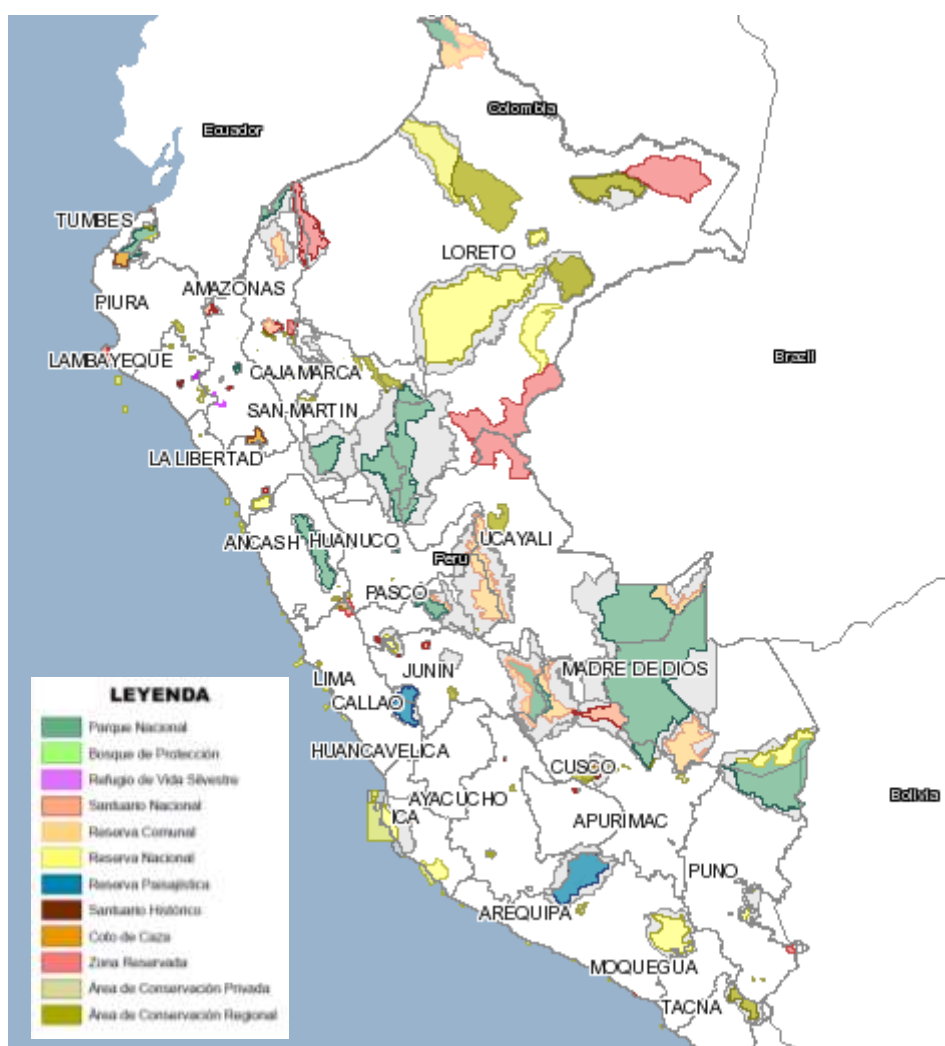 Colombia
Ecuador
TUMBES
LORETO
AMAZONAS
PIURA
LAMBAYEQUE
CAJAMARCA
Brazil
SAN MARTIN
LA LIBERTAD
ANCASH
HUANUCO
UCAYALI
Peru
PASCO
JUNIN
MADRE DE DIOS
LIMA
CALLAO
HUANCAVELICA
CUSCO
AYACUCHO
ICA
APURIMAC
Bolivia
PUNO
AREQUIPA
MOQUEGUA
TACNA
LEYENDA
Parque Nacional
Bosque de Protección
Refugio de Vida Silvestre
Santuario Nacional
Reserva Comunal
Reserva Nacional
Reserva Paisajística
Santuario Histórico
Coto de Caza
Zona Reservada
Área de Conservación Privada
Área de Conservación Regional